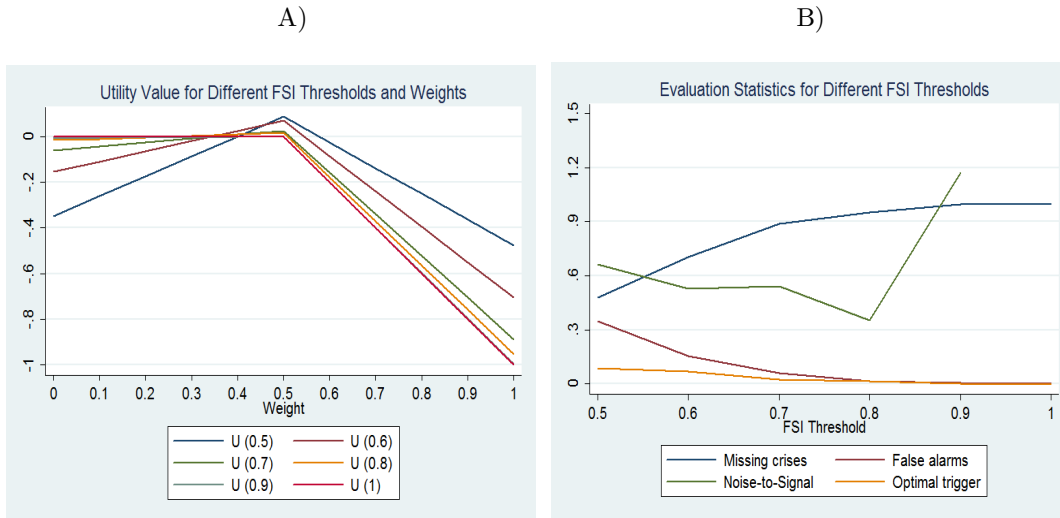 A)
Utility Value for Different FSI Thresholds and Weights
0
-.2
-.4
-.6
-.8
-1
0 0.1 0.2 0.3 0.4 0.5 0.6 0.7 0.8 0.9 1
Weight
U (0.5) U (0.6)
U (0.7) U (0.8)
U (0.9) U (1)
B)
Evaluation Statistics for Different FSI Thresholds
1.5
1.2
.9
.6
.3
0
0.5 0.6 0.7 0.8 0.9 1
FSI Threshold
Missing crises False alarms
Noise-to-Signal Optimal trigger